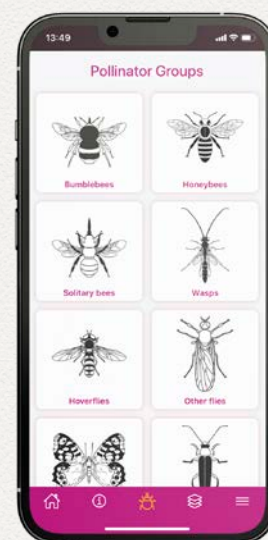 13:49
Pollinator Groups
Bumblebees
Honeybees
Solitary bees
Wasps
Hoverflies
Other flies